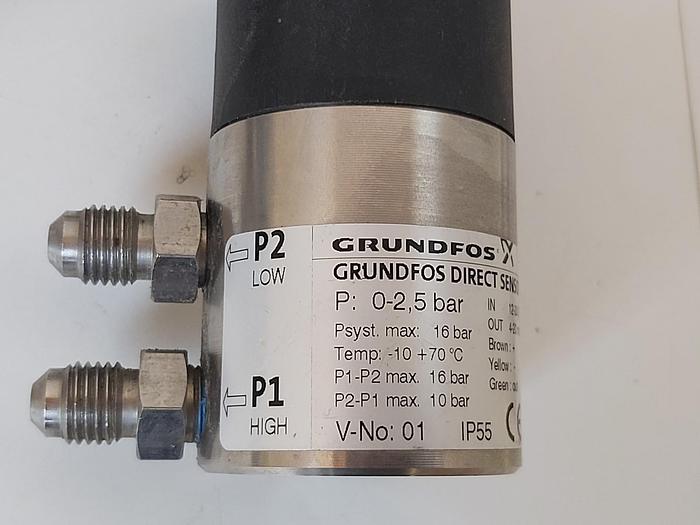 P2
LOW
P1
HIGH
GRUNDFOS
GRUNDFOS DIRECT
P: 0-2,5 bar
Psyst. max: 16 bar
Temp: -10 +70 °C
P1-P2 max. 16 bar
P2-P1 max. 10 bar
V-No: 01 IP55
IN
OUT
Brown: +
Yellow:
Green:
CE